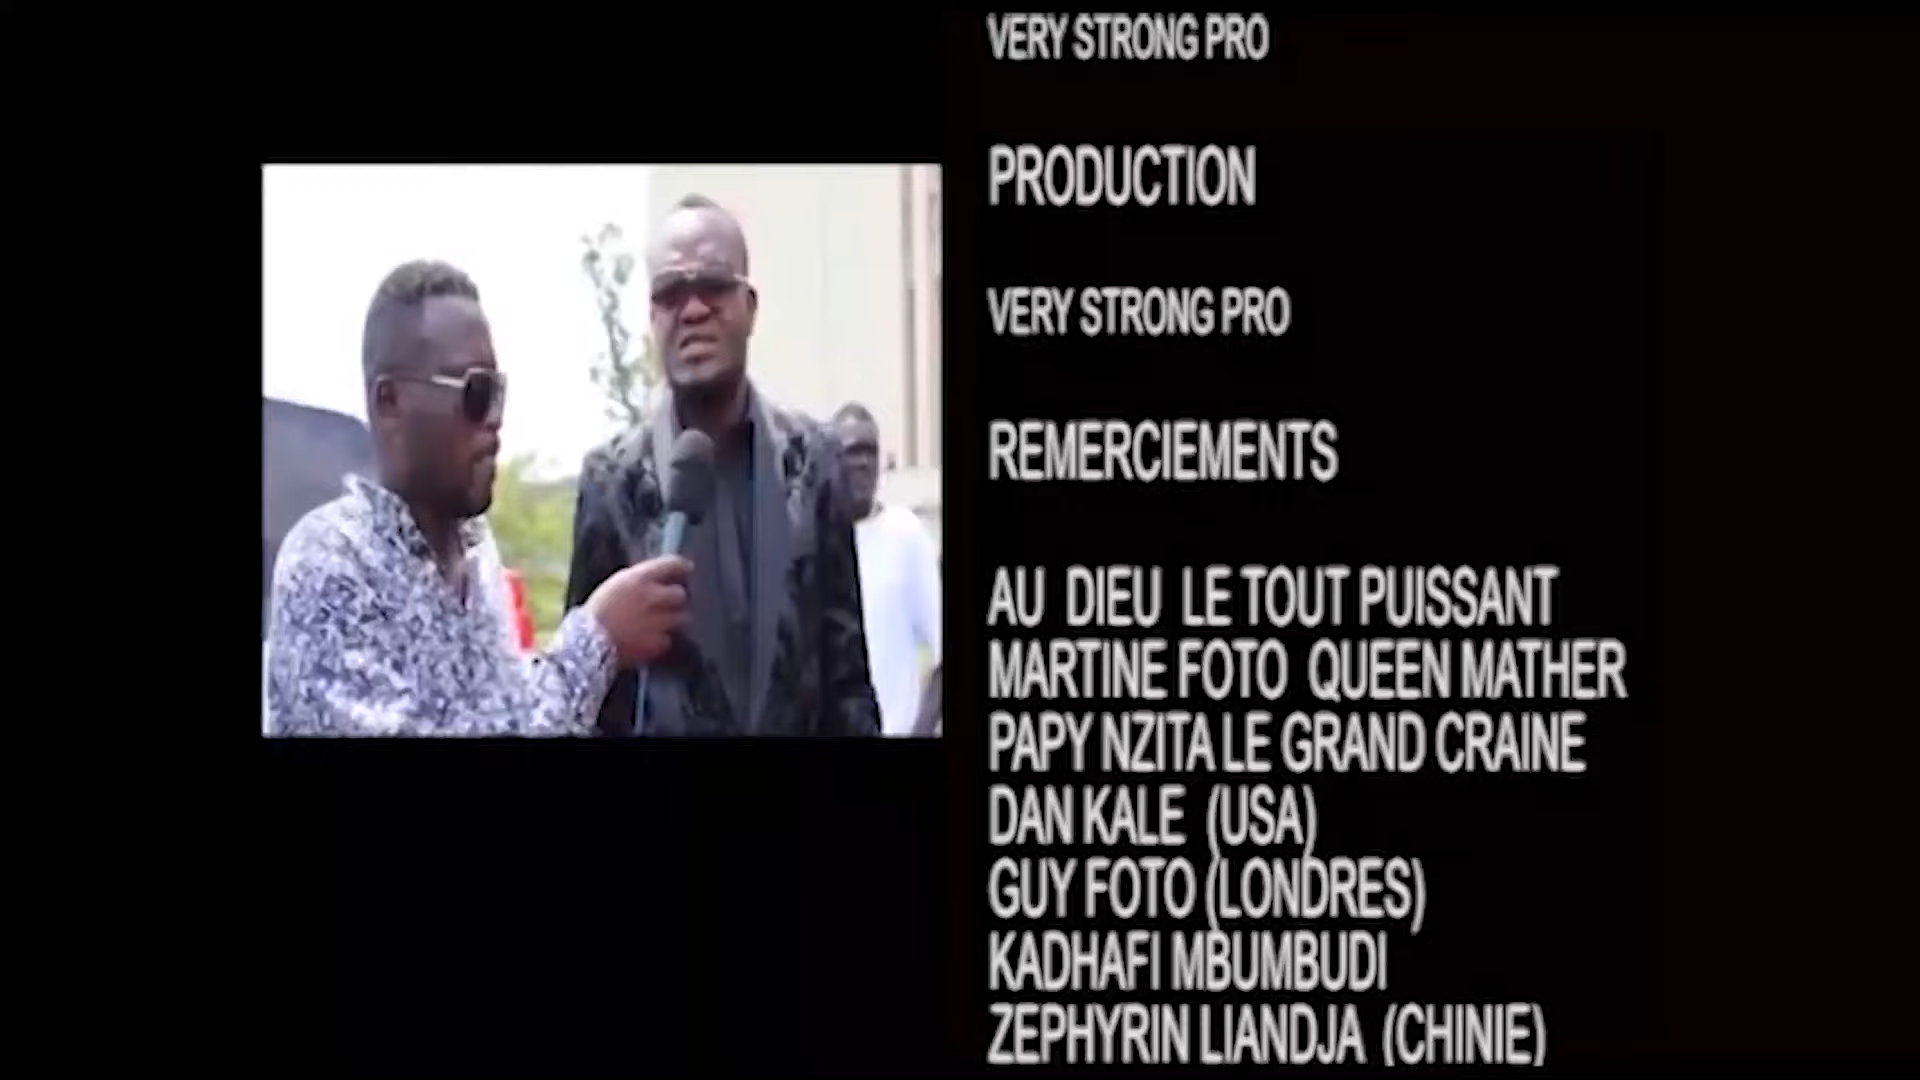 VERY STRONG PRO
PRODUCTION
VERY STRONG PRO
REMERCIEMENTS
AU DIEU LE TOUT PUISSANT
MARTINE FOTO QUEEN MATHER
PAPY NZITA LE GRAND CRAINE
DAN KALE (USA)
GUY FOTO (LONDRES)
KADHAFI MBUMBUDI
ZEPHYRIN LIANDJA (CHINIE)